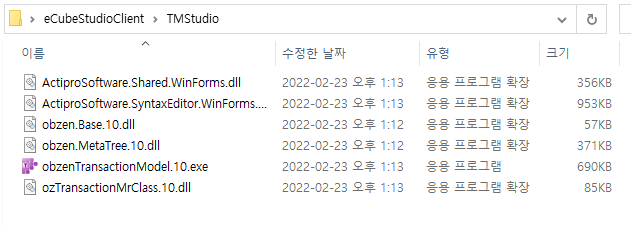 eCubeStudioClient > TMStudio
이름 수정한 날짜 유형 크기
ActiproSoftware.Shared.WinForms.dll 2022-02-23 오후 1:13 응용 프로그램 확장 356KB
ActiproSoftware.SyntaxEditor.WinForms.... 2022-02-23 오후 1:13 응용 프로그램 확장 953KB
obzen.Base.10.dll 2022-02-23 오후 1:12 응용 프로그램 확장 57KB
obzen.MetaTree.10.dll 2022-02-23 오후 1:12 응용 프로그램 확장 371KB
obzenTransactionModel.10.exe 2022-02-23 오후 1:13 응용 프로그램 690KB
ozTransactionMrClass.10.dll 2022-02-23 오후 1:13 응용 프로그램 확장 85KB